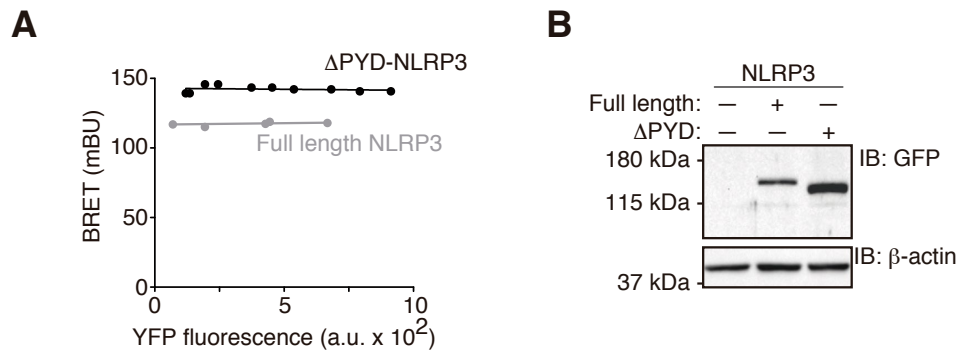 A
ΔPYD-NLRP3
Full length NLRP3
150
100
50
0
BRET (mBU)
0 5 10
YFP fluorescence (a.u. x 10²)
B
NLRP3
Full length: – + –
ΔPYD: – – +
180 kDa
115 kDa
IB: GFP
37 kDa
IB: β-actin